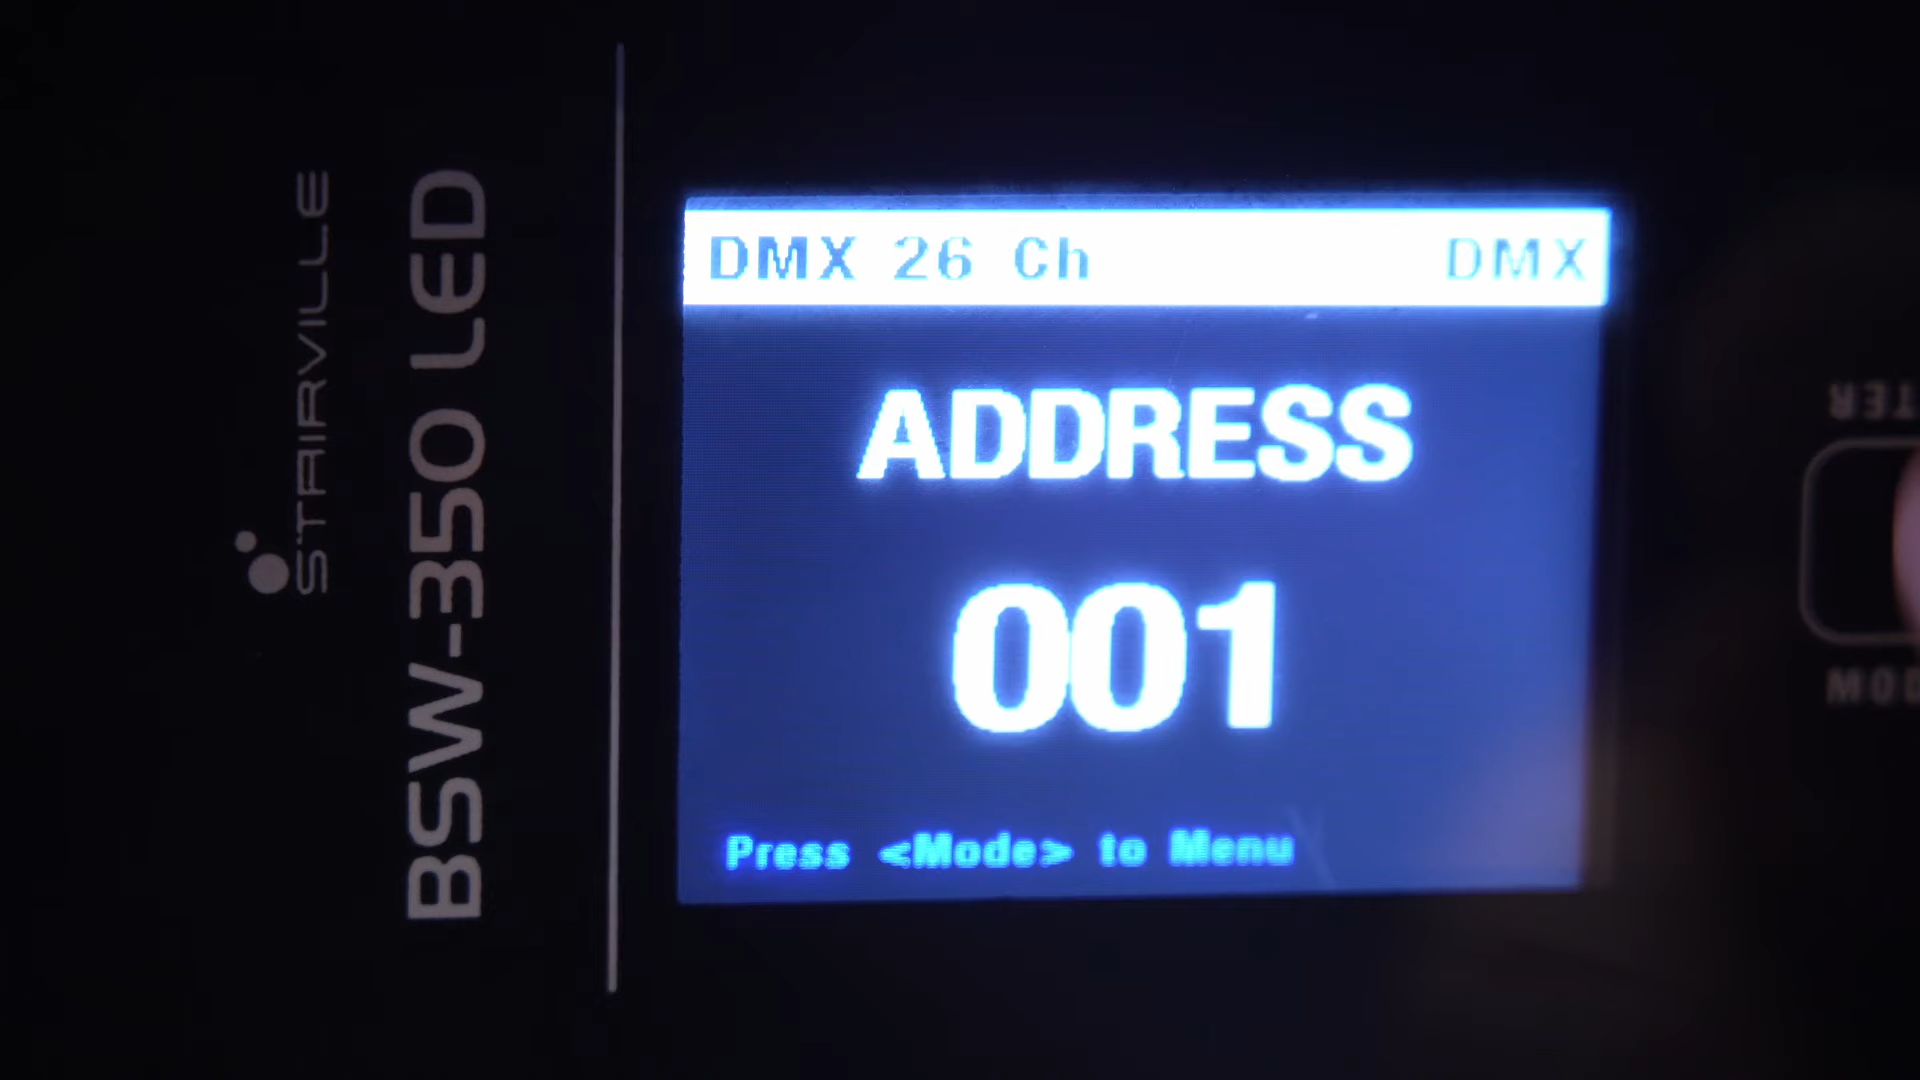 STAIRVILLE
BSW-350 LED
DMX 26 Ch DMX
ADDRESS
001
Press <Mode> to Menu